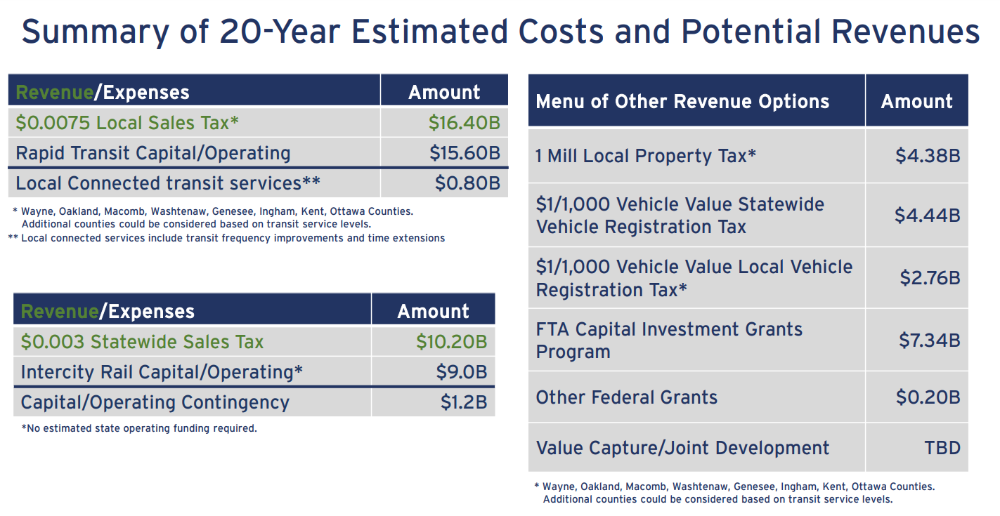 Summary of 20-Year Estimated Costs and Potential Revenues
Revenue/Expenses Amount
$0.0075 Local Sales Tax* $16.40B
Rapid Transit Capital/Operating $15.60B
Local Connected transit services** $0.80B
* Wayne, Oakland, Macomb, Washtenaw, Genesee, Ingham, Kent, Ottawa Counties.
Additional counties could be considered based on transit service levels.
** Local connected services include transit frequency improvements and time extensions
Revenue/Expenses Amount
$0.003 Statewide Sales Tax $10.20B
Intercity Rail Capital/Operating* $9.0B
Capital/Operating Contingency $1.2B
*No estimated state operating funding required.
Menu of Other Revenue Options Amount
1 Mill Local Property Tax* $4.38B
$1/1,000 Vehicle Value Statewide
Vehicle Registration Tax $4.44B
$1/1,000 Vehicle Value Local Vehicle
Registration Tax* $2.76B
FTA Capital Investment Grants
Program $7.34B
Other Federal Grants $0.20B
Value Capture/Joint Development TBD
* Wayne, Oakland, Macomb, Washtenaw, Genesee, Ingham, Kent, Ottawa Counties.
Additional counties could be considered based on transit service levels.